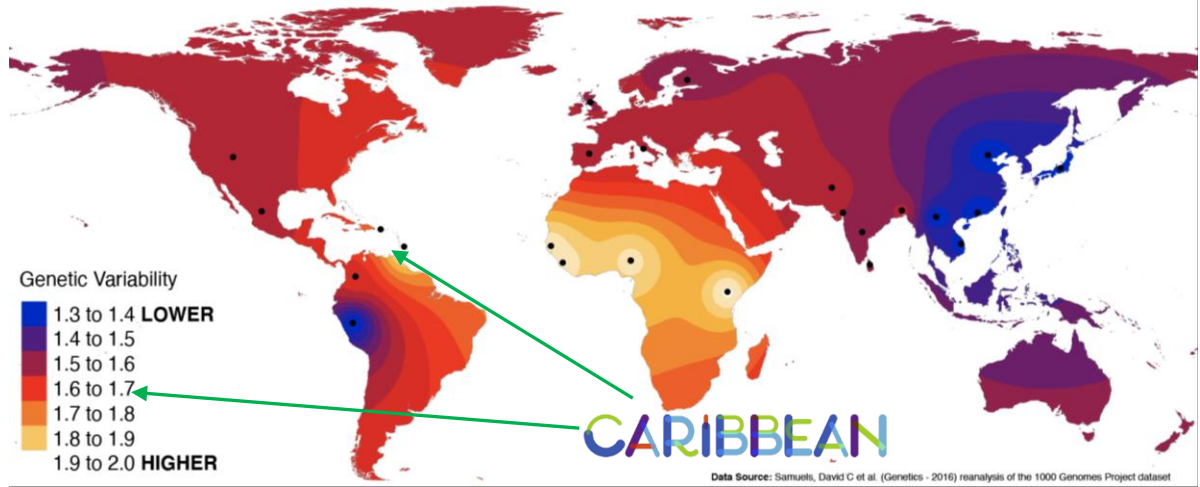 Genetic Variability
1.3 to 1.4 LOWER
1.4 to 1.5
1.5 to 1.6
1.6 to 1.7
1.7 to 1.8
1.8 to 1.9
1.9 to 2.0 HIGHER
CARIBBEAN
Data Source: Samuels, David C et al. (Genetics - 2016) reanalysis of the 1000 Genomes Project dataset